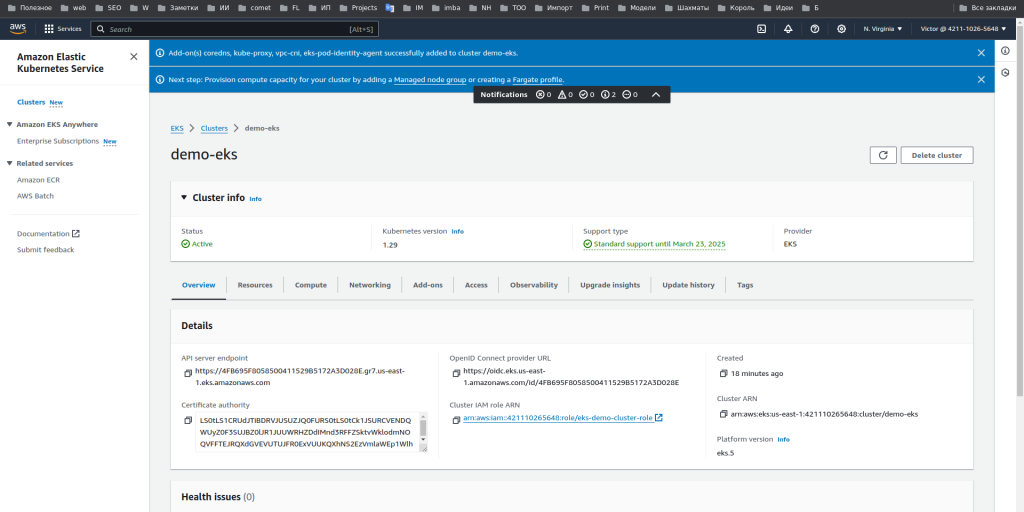 Полезное web SEO W Заметки ИИ comet FL ИП Projects IM imba NH ТОО Импорт Print Модели Шахматы Король Идеи Б Все закладки
aws Services Search [Alt+S] N. Virginia Victor @ 4211-1026-5648
Amazon Elastic
Kubernetes Service
Clusters New
Amazon EKS Anywhere
Enterprise Subscriptions New
Related services
Amazon ECR
AWS Batch
Documentation
Submit feedback
Add-on(s) coredns, kube-proxy, vpc-cni, eks-pod-identity-agent successfully added to cluster demo-eks.
Next step: Provision compute capacity for your cluster by adding a Managed node group or creating a Fargate profile.
Notifications 0 0 0 2 0
EKS Clusters demo-eks
demo-eks
Delete cluster
Cluster info Info
Status
Active
Kubernetes version Info
1.29
Support type
Standard support until March 23, 2025
Provider
EKS
Overview Resources Compute Networking Add-ons Access Observability Upgrade insights Update history Tags
Details
API server endpoint
https://4FB695F8058500411529B5172A3D028E.gr7.us-east-
1.eks.amazonaws.com
Certificate authority
OpenID Connect provider URL
https://oidc.eks.us-east-
1.amazonaws.com/id/4FB695F8058500411529B5172A3D028E
Cluster IAM role ARN
arn:aws:iam::421110265648:role/eks-demo-cluster-role
Created
18 minutes ago
Cluster ARN
arn:aws:eks:us-east-1:421110265648:cluster/demo-eks
Platform version Info
eks.5
Health issues (0)